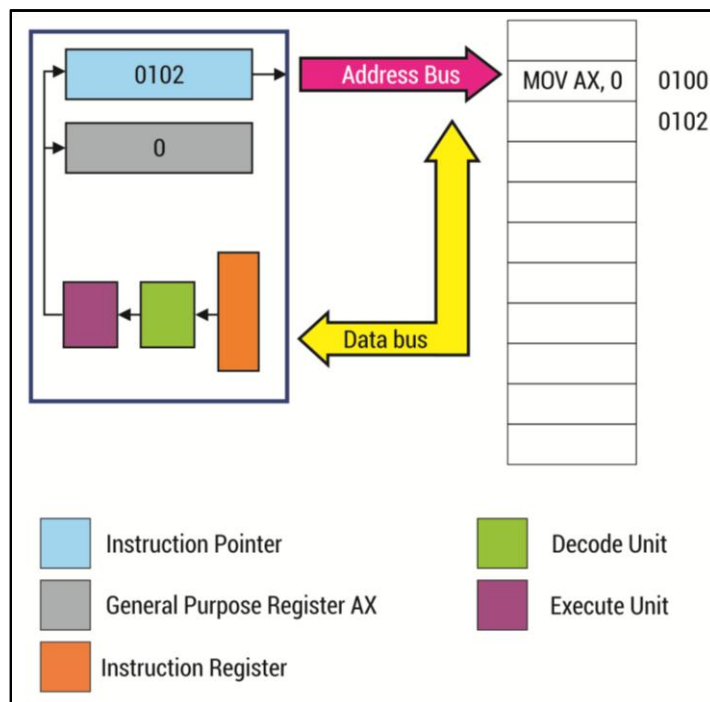 0102
Address Bus
MOV AX, 0
0100
0102
0
Data bus
Instruction Pointer
Decode Unit
General Purpose Register AX
Execute Unit
Instruction Register